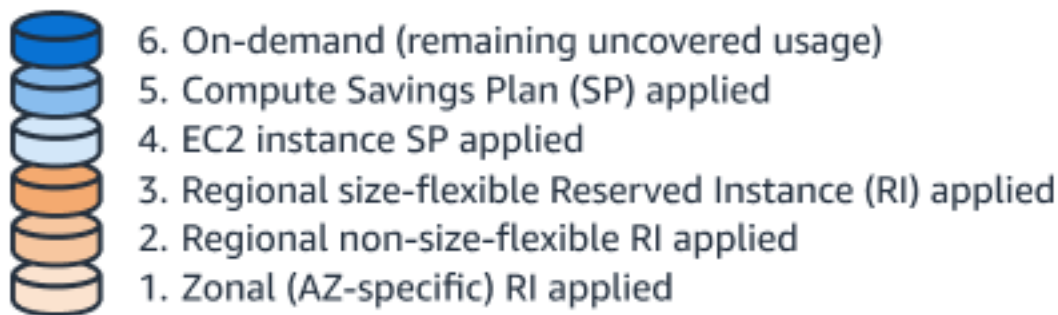 6. On-demand (remaining uncovered usage)
5. Compute Savings Plan (SP) applied
4. EC2 instance SP applied
3. Regional size-flexible Reserved Instance (RI) applied
2. Regional non-size-flexible RI applied
1. Zonal (AZ-specific) RI applied